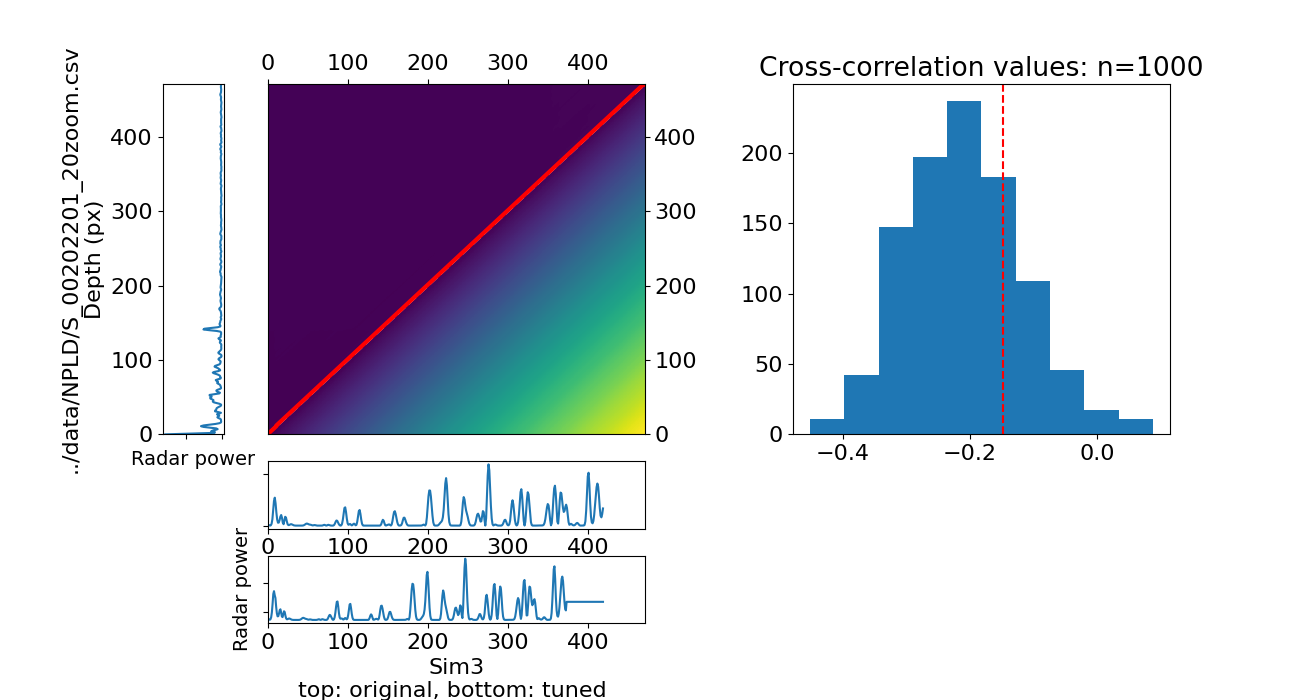 0 100 200 300 400
Cross-correlation values: n=1000
../data/NPLD/S_00202201_20zoom.csv
Depth (px)
400
300
200
100
0
Radar power
400
300
200
100
0
200
150
100
50
0
−0.4 −0.2 0.0
0 100 200 300 400
Radar power
0 100 200 300 400
Sim3
top: original, bottom: tuned